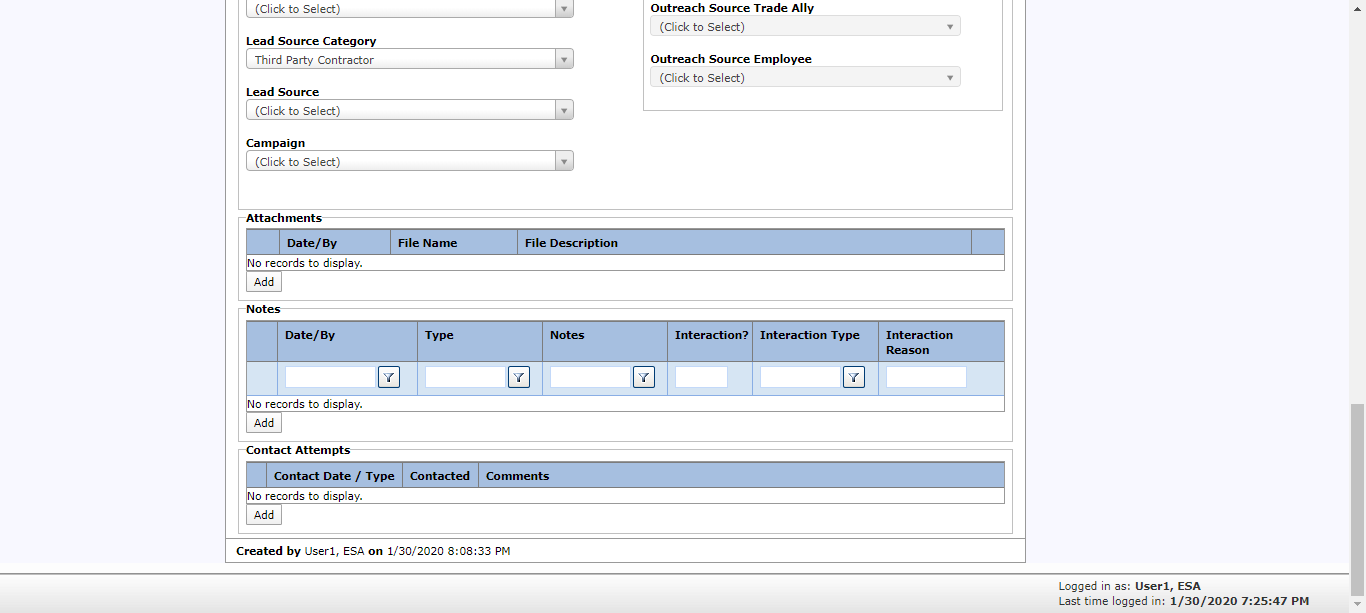 (Click to Select)
Lead Source Category
Third Party Contractor
Lead Source
(Click to Select)
Campaign
(Click to Select)
Outreach Source Trade Ally
(Click to Select)
Outreach Source Employee
(Click to Select)
Attachments
Date/By File Name File Description
No records to display.
Add
Notes
Date/By Type Notes Interaction? Interaction Type Interaction
Reason
No records to display.
Add
Contact Attempts
Contact Date / Type Contacted Comments
No records to display.
Add
Created by User1, ESA on 1/30/2020 8:08:33 PM
Logged in as: User1, ESA
Last time logged in: 1/30/2020 7:25:47 PM